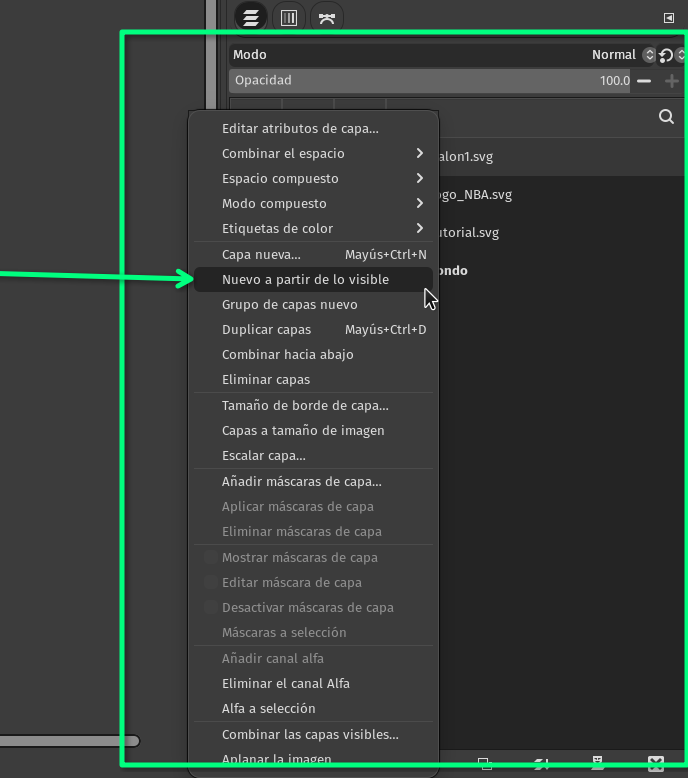 Modo Normal
Opacidad 100.0
Editar atributos de capa...
Combinar el espacio
alon1.svg
Espacio compuesto
ogo_NBA.svg
Modo compuesto
Etiquetas de color
utorial.svg
Capa nueva... Mayús+Ctrl+N
ondo
Nuevo a partir de lo visible
Grupo de capas nuevo
Duplicar capas Mayús+Ctrl+D
Combinar hacia abajo
Eliminar capas
Tamaño de borde de capa...
Capas a tamaño de imagen
Escalar capa...
Añadir máscaras de capa...
Aplicar máscaras de capa
Eliminar máscaras de capa
Mostrar máscaras de capa
Editar máscara de capa
Desactivar máscaras de capa
Máscaras a selección
Añadir canal alfa
Eliminar el canal Alfa
Alfa a selección
Combinar las capas visibles...
Aplanar la imagen